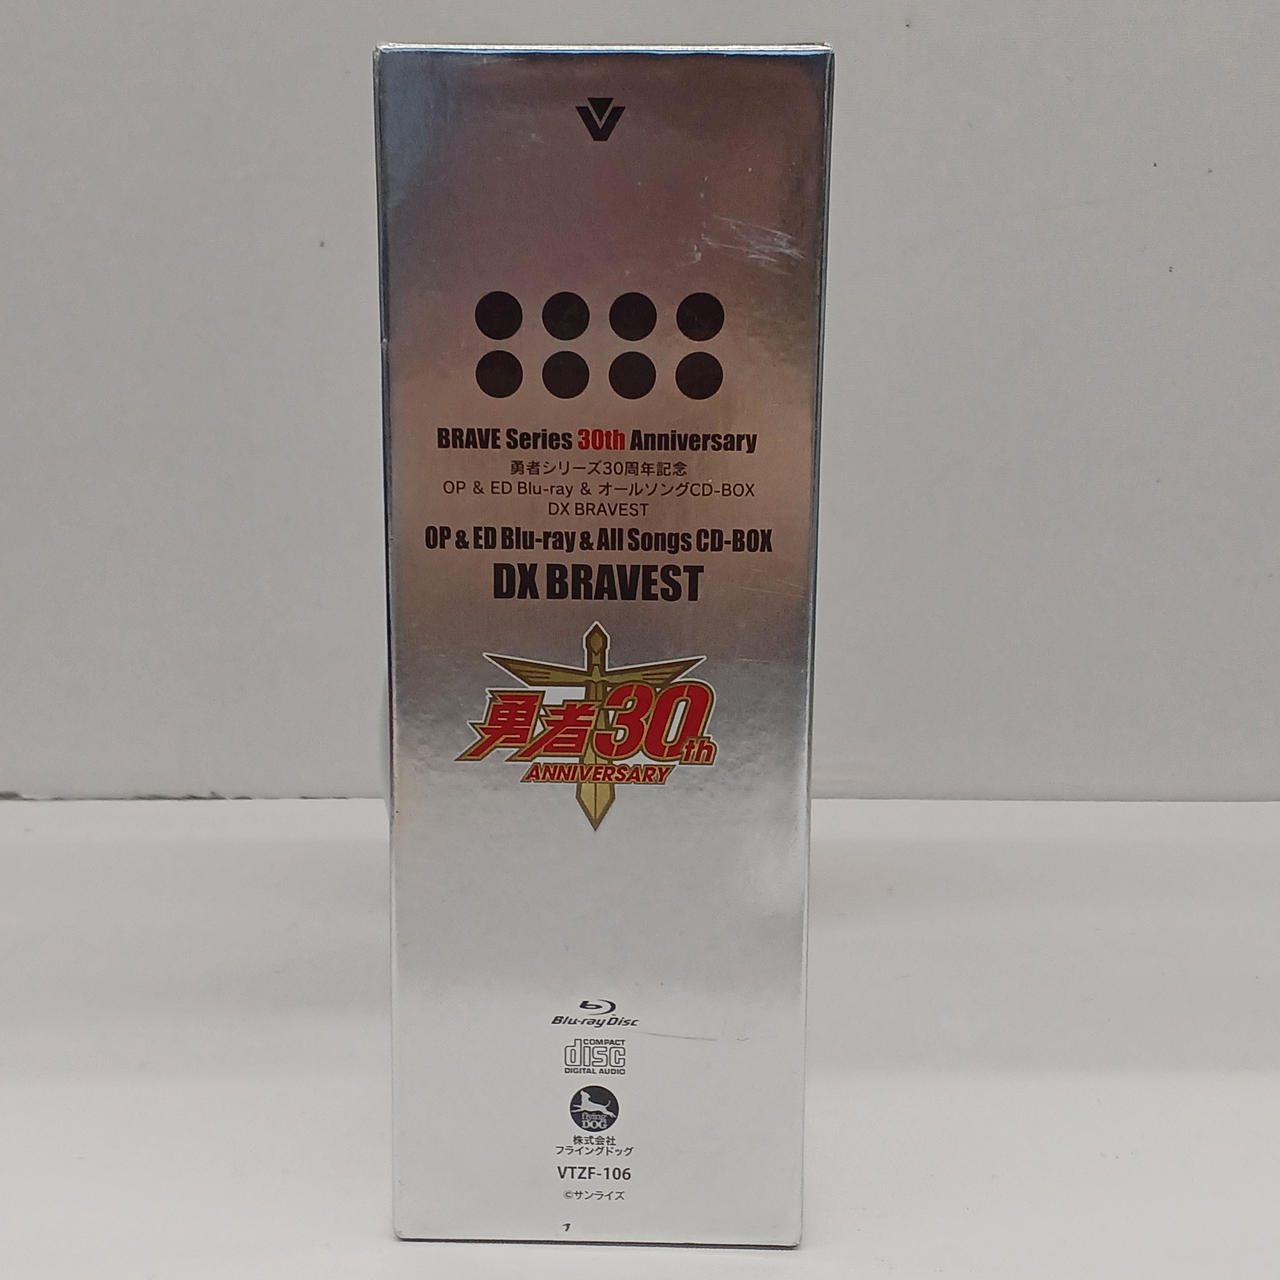 BRAVE Series 30th Anniversary
勇者シリーズ30周年記念
OP & ED Blu-ray & オールソングCD-BOX
DX BRAVEST
OP & ED Blu-ray & All Songs CD-BOX
DX BRAVEST
勇者30th
ANNIVERSARY
Blu-ray Disc
COMPACT
disc
DIGITAL AUDIO
flying
DOG
株式会社
フライングドッグ
VTZF-106
©サンライズ